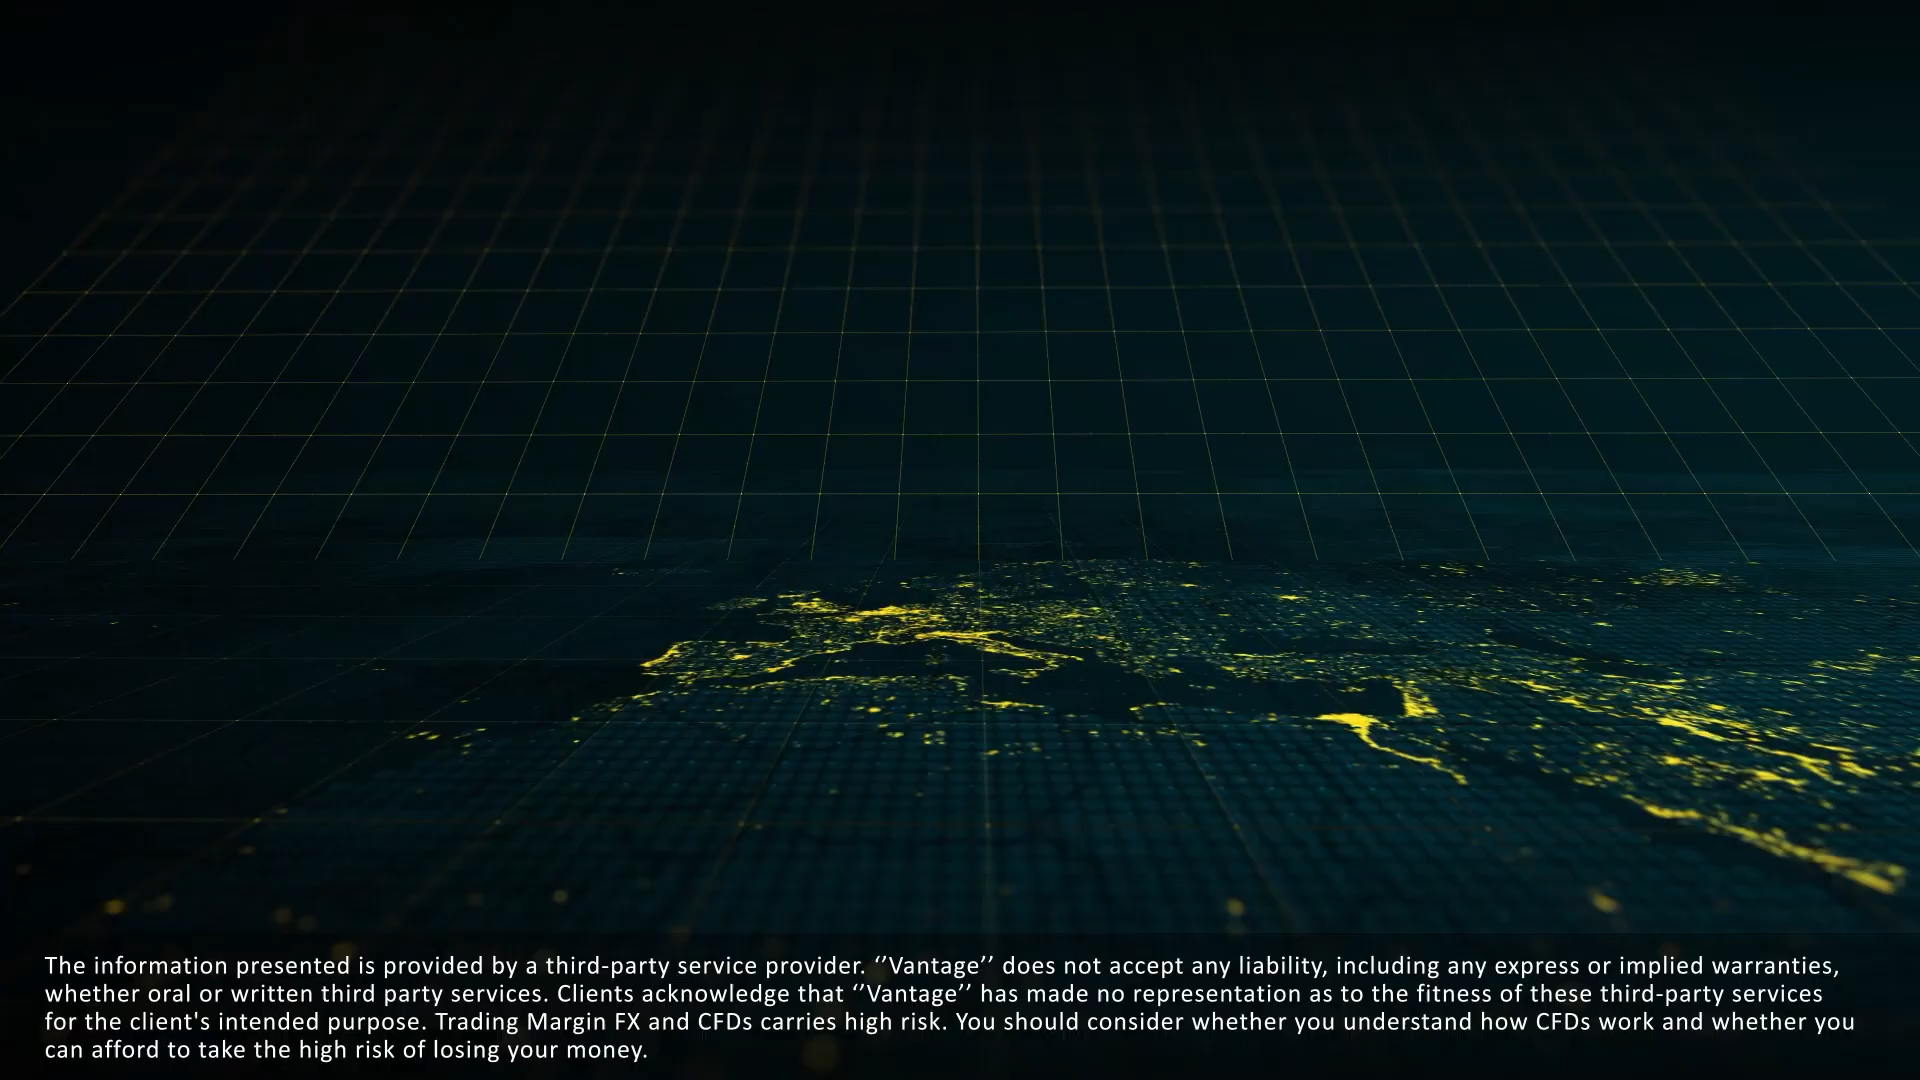 The information presented is provided by a third-party service provider. ‘’Vantage’’ does not accept any liability, including any express or implied warranties,
whether oral or written third party services. Clients acknowledge that ‘’Vantage’’ has made no representation as to the fitness of these third-party services
for the client's intended purpose. Trading Margin FX and CFDs carries high risk. You should consider whether you understand how CFDs work and whether you
can afford to take the high risk of losing your money.